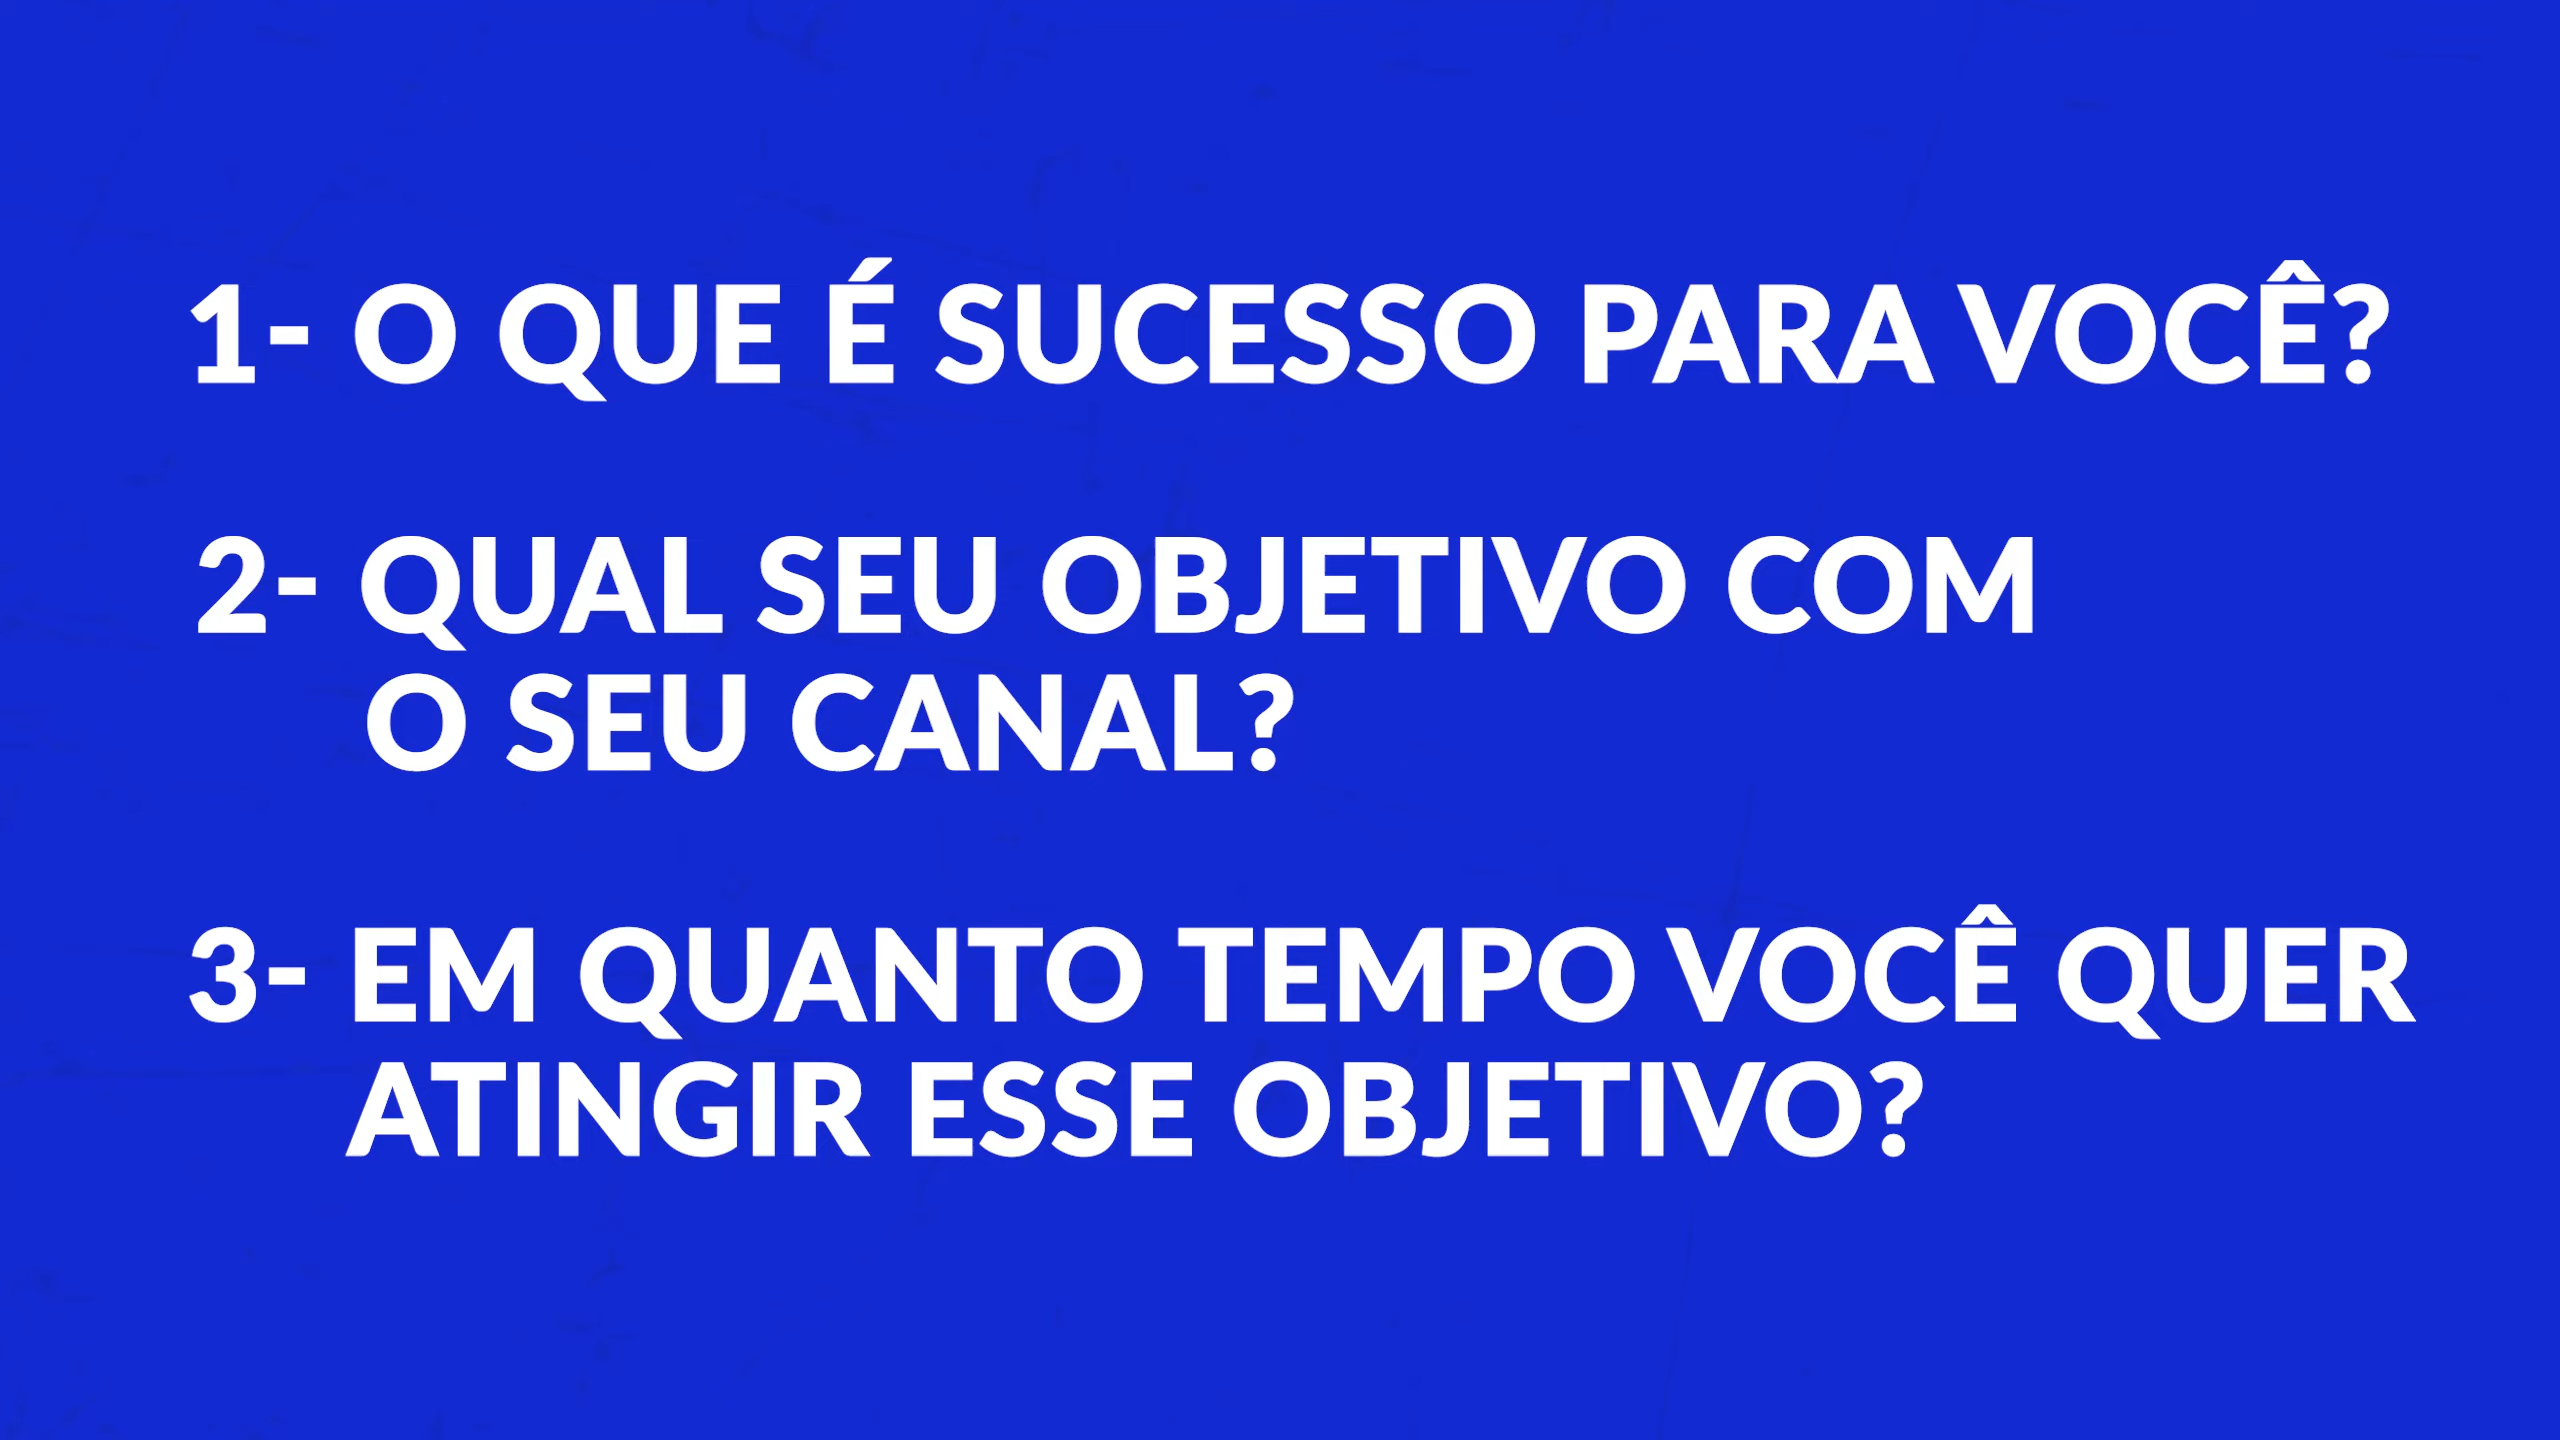 1- O QUE É SUCESSO PARA VOCÊ?
2- QUAL SEU OBJETIVO COM
O SEU CANAL?
3- EM QUANTO TEMPO VOCÊ QUER
ATINGIR ESSE OBJETIVO?